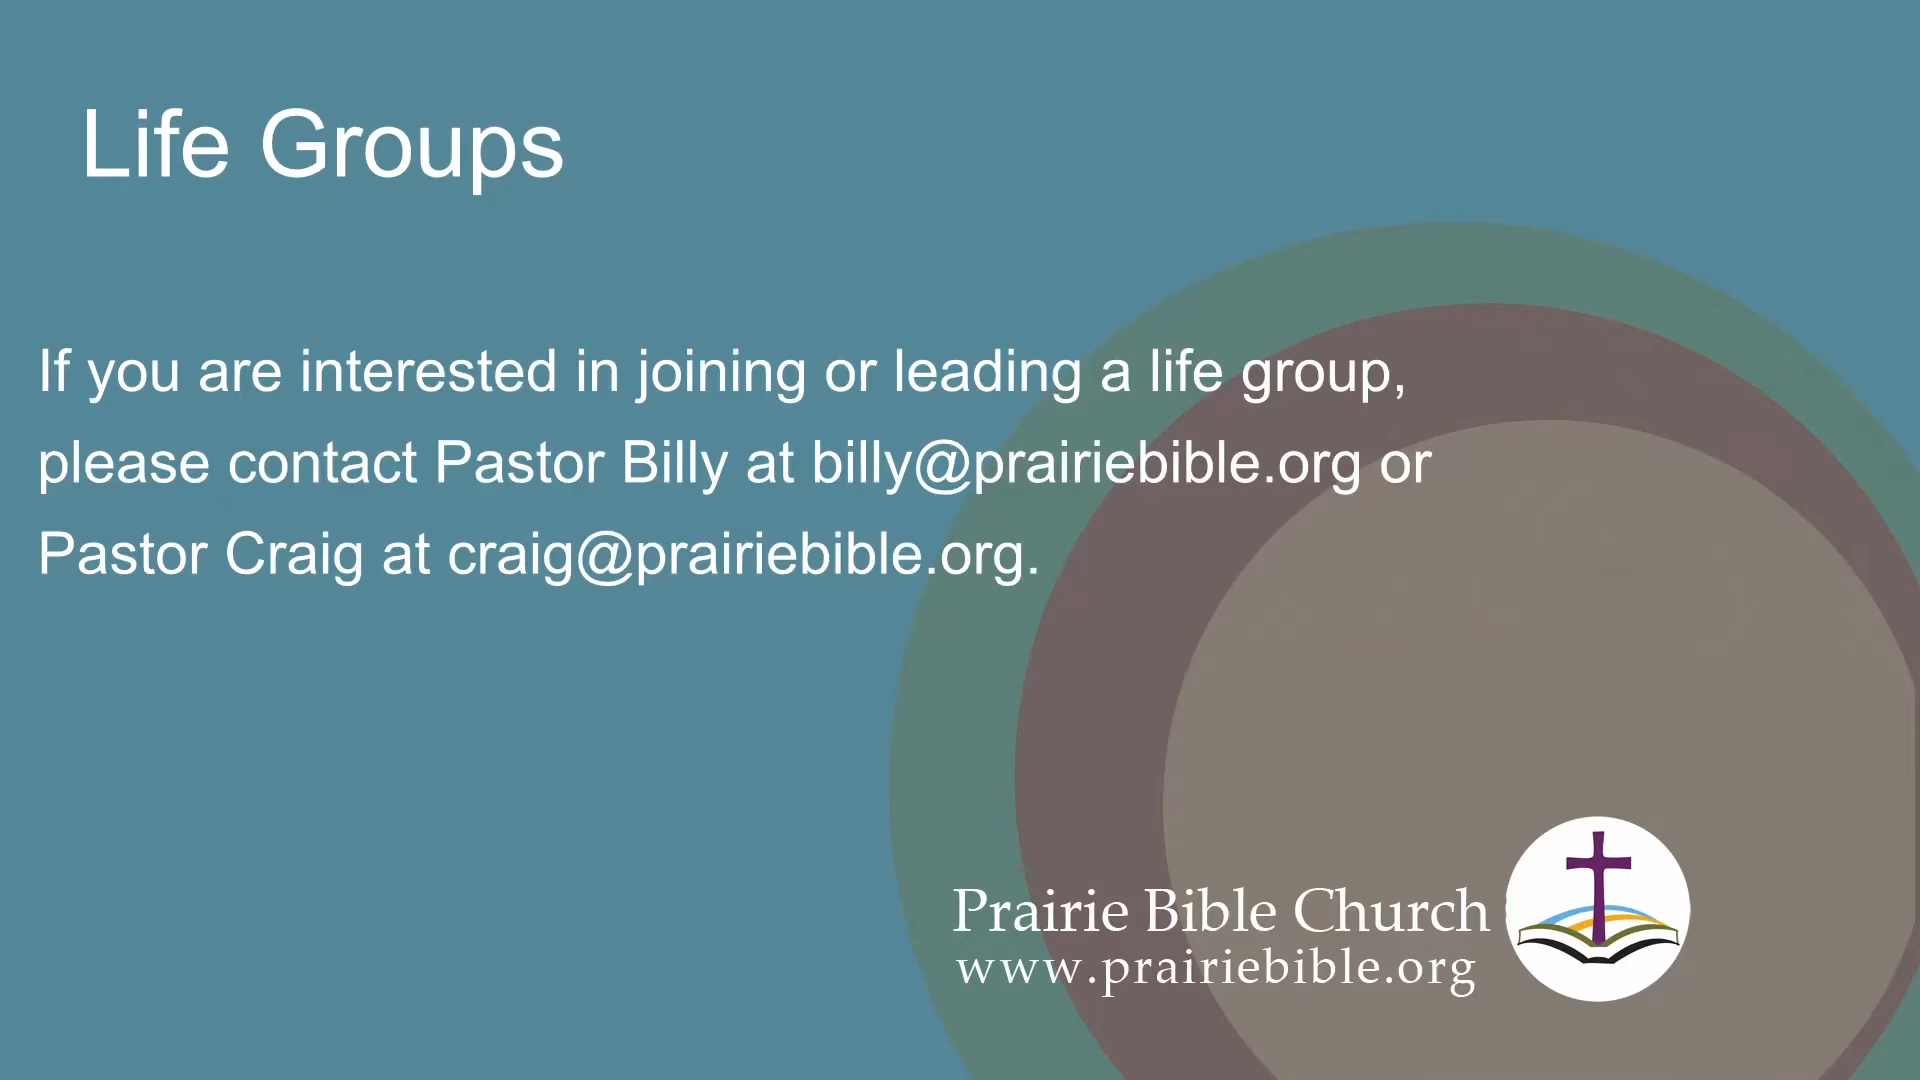 Life Groups
If you are interested in joining or leading a life group,
please contact Pastor Billy at billy@prairiebible.org or
Pastor Craig at craig@prairiebible.org.
Prairie Bible Church
www.prairiebible.org